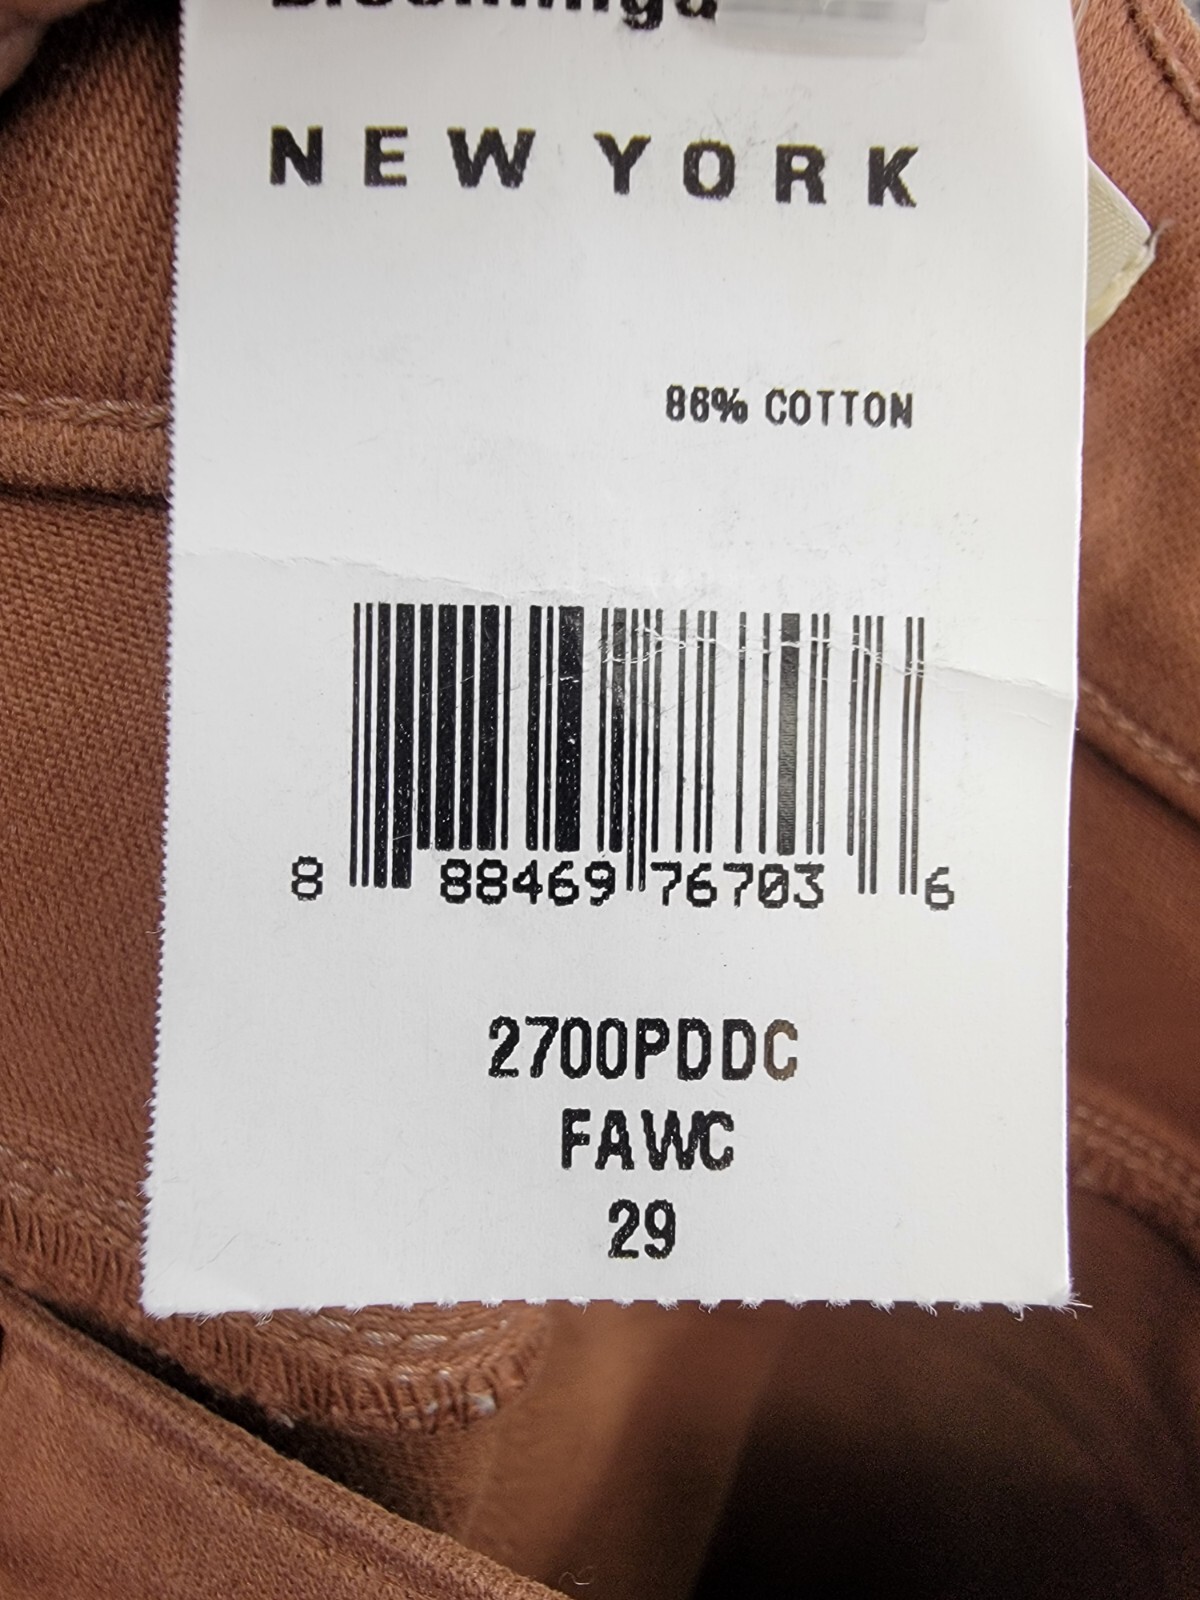 NEW YORK
86% COTTON
8 88469 76703 6
2700PDDC
FAWC
29